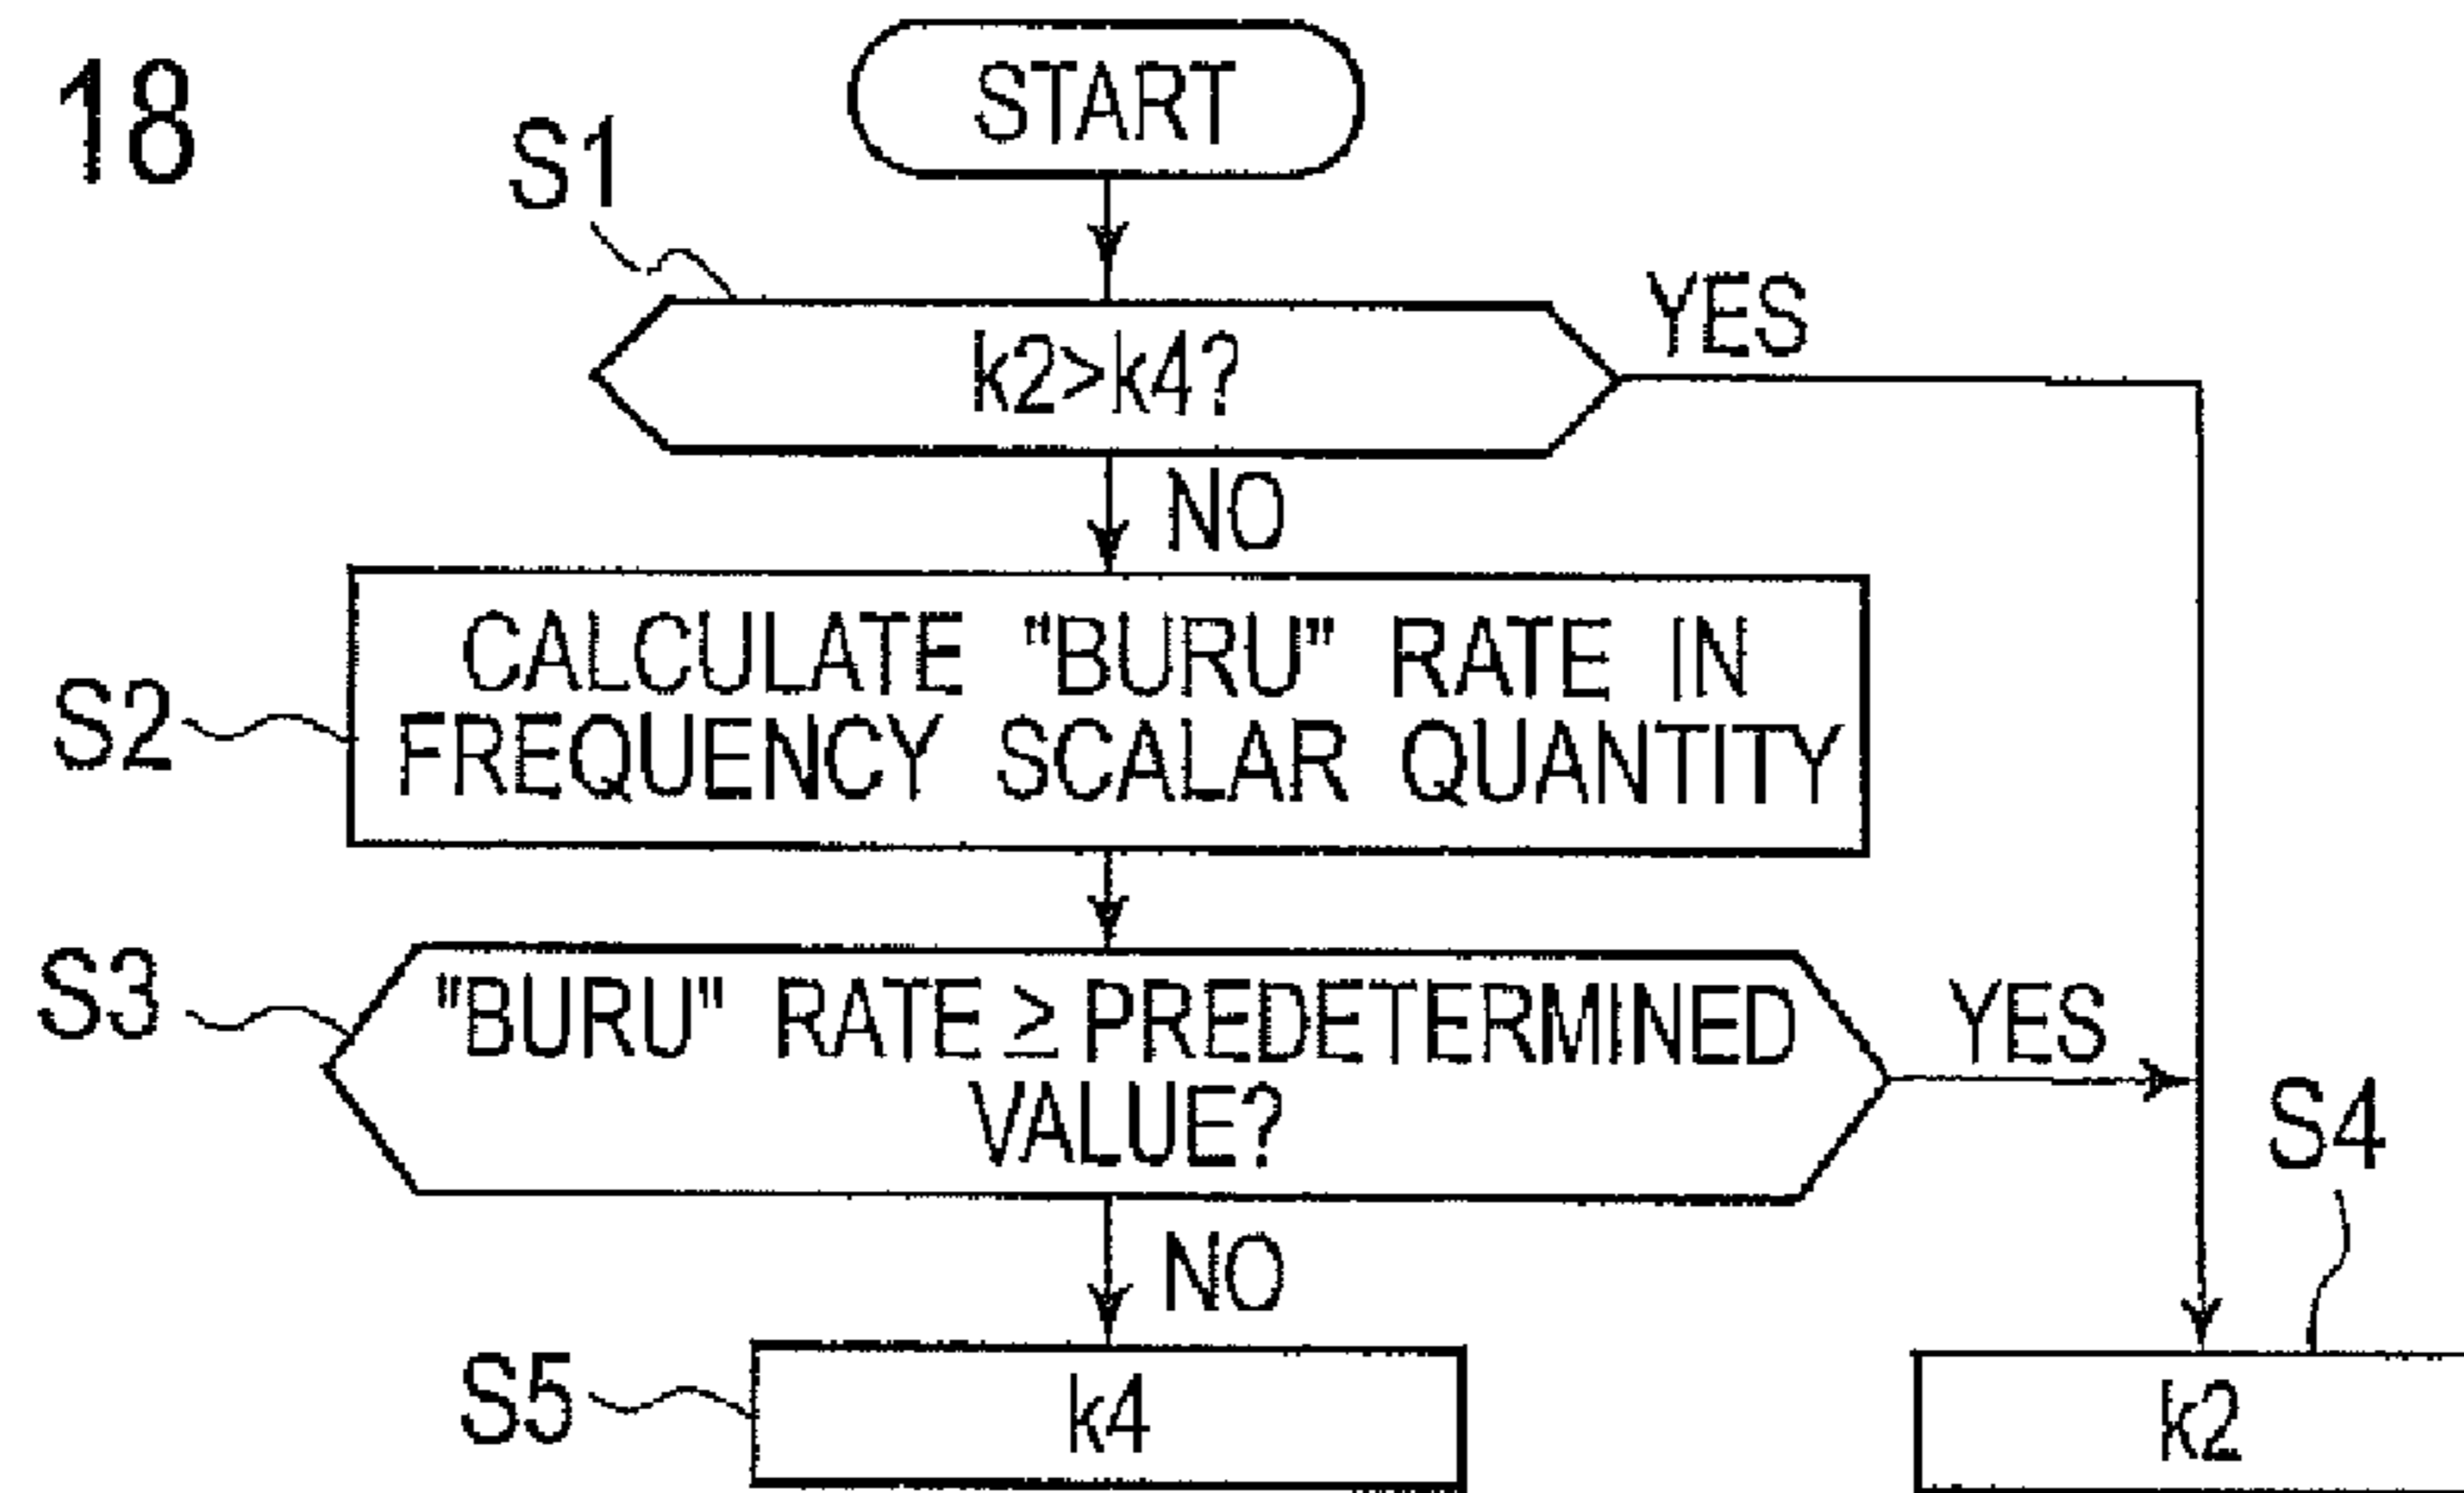 18
START
S1
k2>k4?
YES
NO
S2
CALCULATE "BURU" RATE IN
FREQUENCY SCALAR QUANTITY
S3
"BURU" RATE ≥ PREDETERMINED
VALUE?
YES
S4
NO
S5
k4
k2